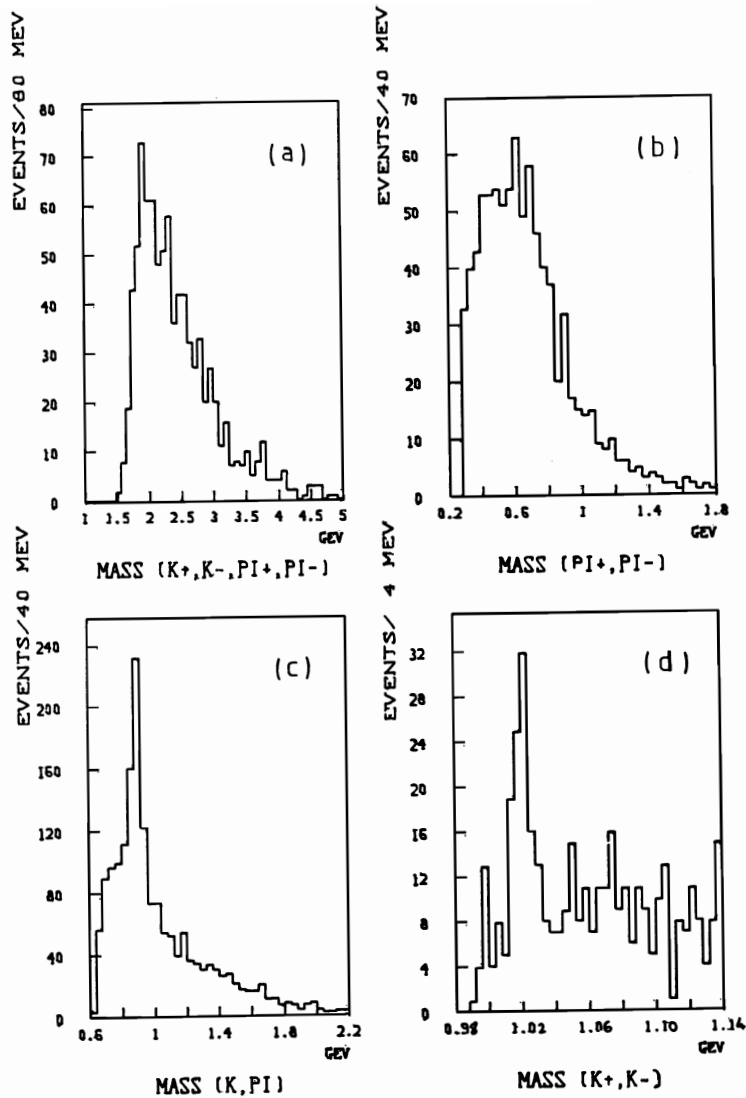 EVENTS/80 MEV
80
70
60
50
40
30
20
10
0
(a)
1 1.5 2 2.5 3 3.5 4 4.5 5
GEV
MASS (K+,K-,PI+,PI-)
EVENTS/40 MEV
70
60
50
40
30
20
10
0
(b)
0.2 0.6 1 1.4 1.8
GEV
MASS (PI+,PI-)
EVENTS/40 MEV
240
200
160
120
80
40
0
(c)
0.6 1 1.4 1.8 2.2
GEV
MASS (K,PI)
EVENTS/ 4 MEV
32
28
24
20
16
12
8
4
0
(d)
0.98 1.02 1.06 1.10 1.14
GEV
MASS (K+,K-)